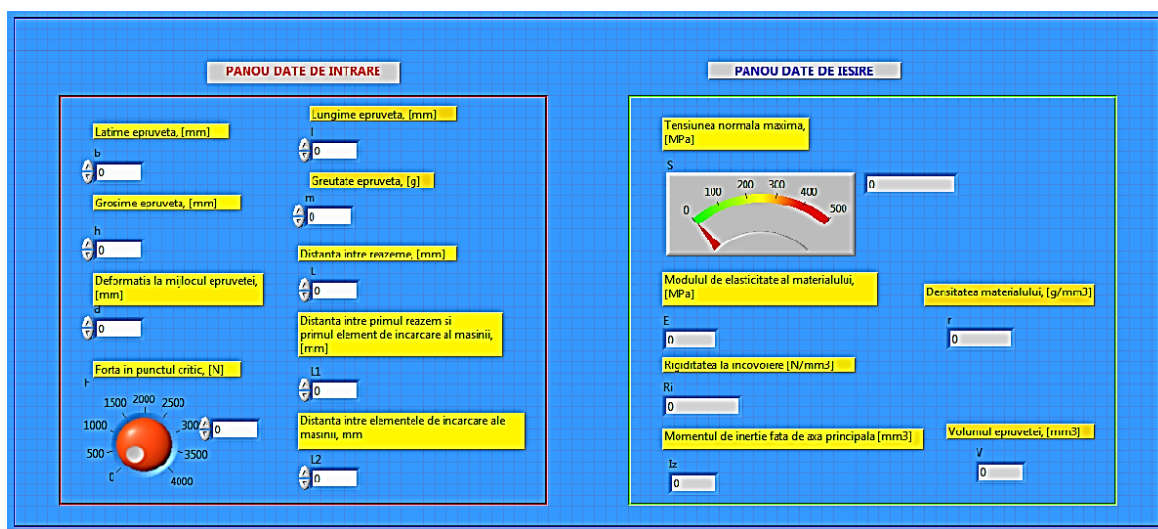 PANOU DATE DE INTRARE
Latime epruveta, [mm]
b
0
Grosime epruveta, [mm]
h
0
Deformatia la mijlocul epruvetei,
[mm]
d
0
Forta in punctul critic, [N]
F
0
500
1000
1500
2000
2500
300
3500
4000
0
Lungime epruveta, [mm]
l
0
Greutate epruveta, [g]
m
0
Distanta intre reazeme, [mm]
L
0
Distanta intre primul reazem si
primul element de incarcare al masinii,
[mm]
L1
0
Distanta intre elementele de incarcare ale
masinii, mm
L2
0
PANOU DATE DE IESIRE
Tensiunea normala maxima,
[MPa]
S
0
100
200
300
400
500
0
Modulul de elasticitate al materialului,
[MPa]
E
0
Rigiditatea la incovoiere [N/mm3]
Ri
0
Momentul de inertie fata de axa principala [mm3]
Iz
0
Densitatea materialului, [g/mm3]
r
0
Volumul epruvetei, [mm3]
V
0